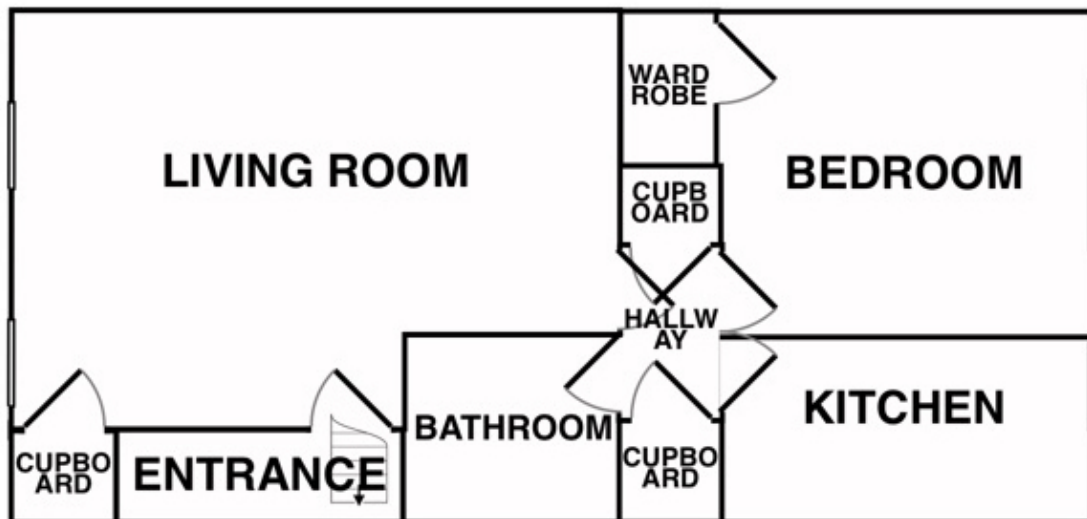 WARD
ROBE
LIVING ROOM
BEDROOM
CUPB
OARD
HALLW
AY
KITCHEN
BATHROOM
CUPBO
ARD
ENTRANCE
CUPBO
ARD